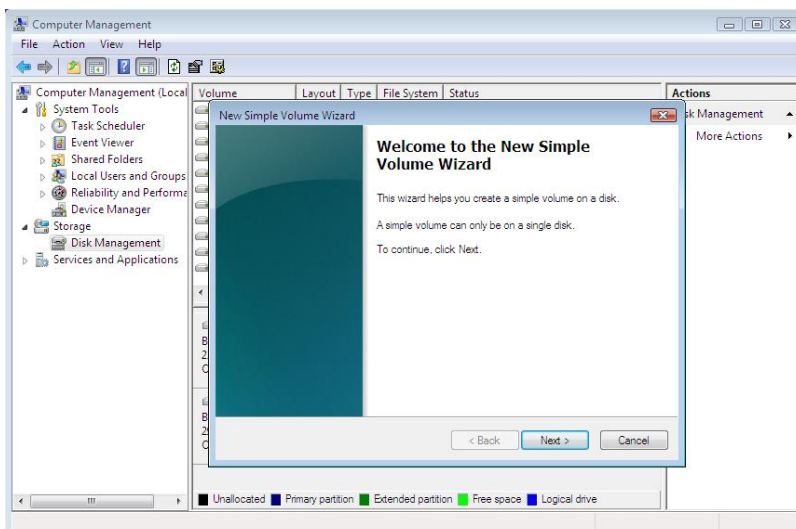 Computer Management
File Action View Help
Computer Management (Local
System Tools
Task Scheduler
Event Viewer
Shared Folders
Local Users and Groups
Reliability and Performa
Device Manager
Storage
Disk Management
Services and Applications
Volume Layout Type File System Status
New Simple Volume Wizard
Welcome to the New Simple
Volume Wizard
This wizard helps you create a simple volume on a disk.
A simple volume can only be on a single disk.
To continue, click Next.
< Back Next > Cancel
Unallocated Primary partition Extended partition Free space Logical drive
Actions
sk Management
More Actions